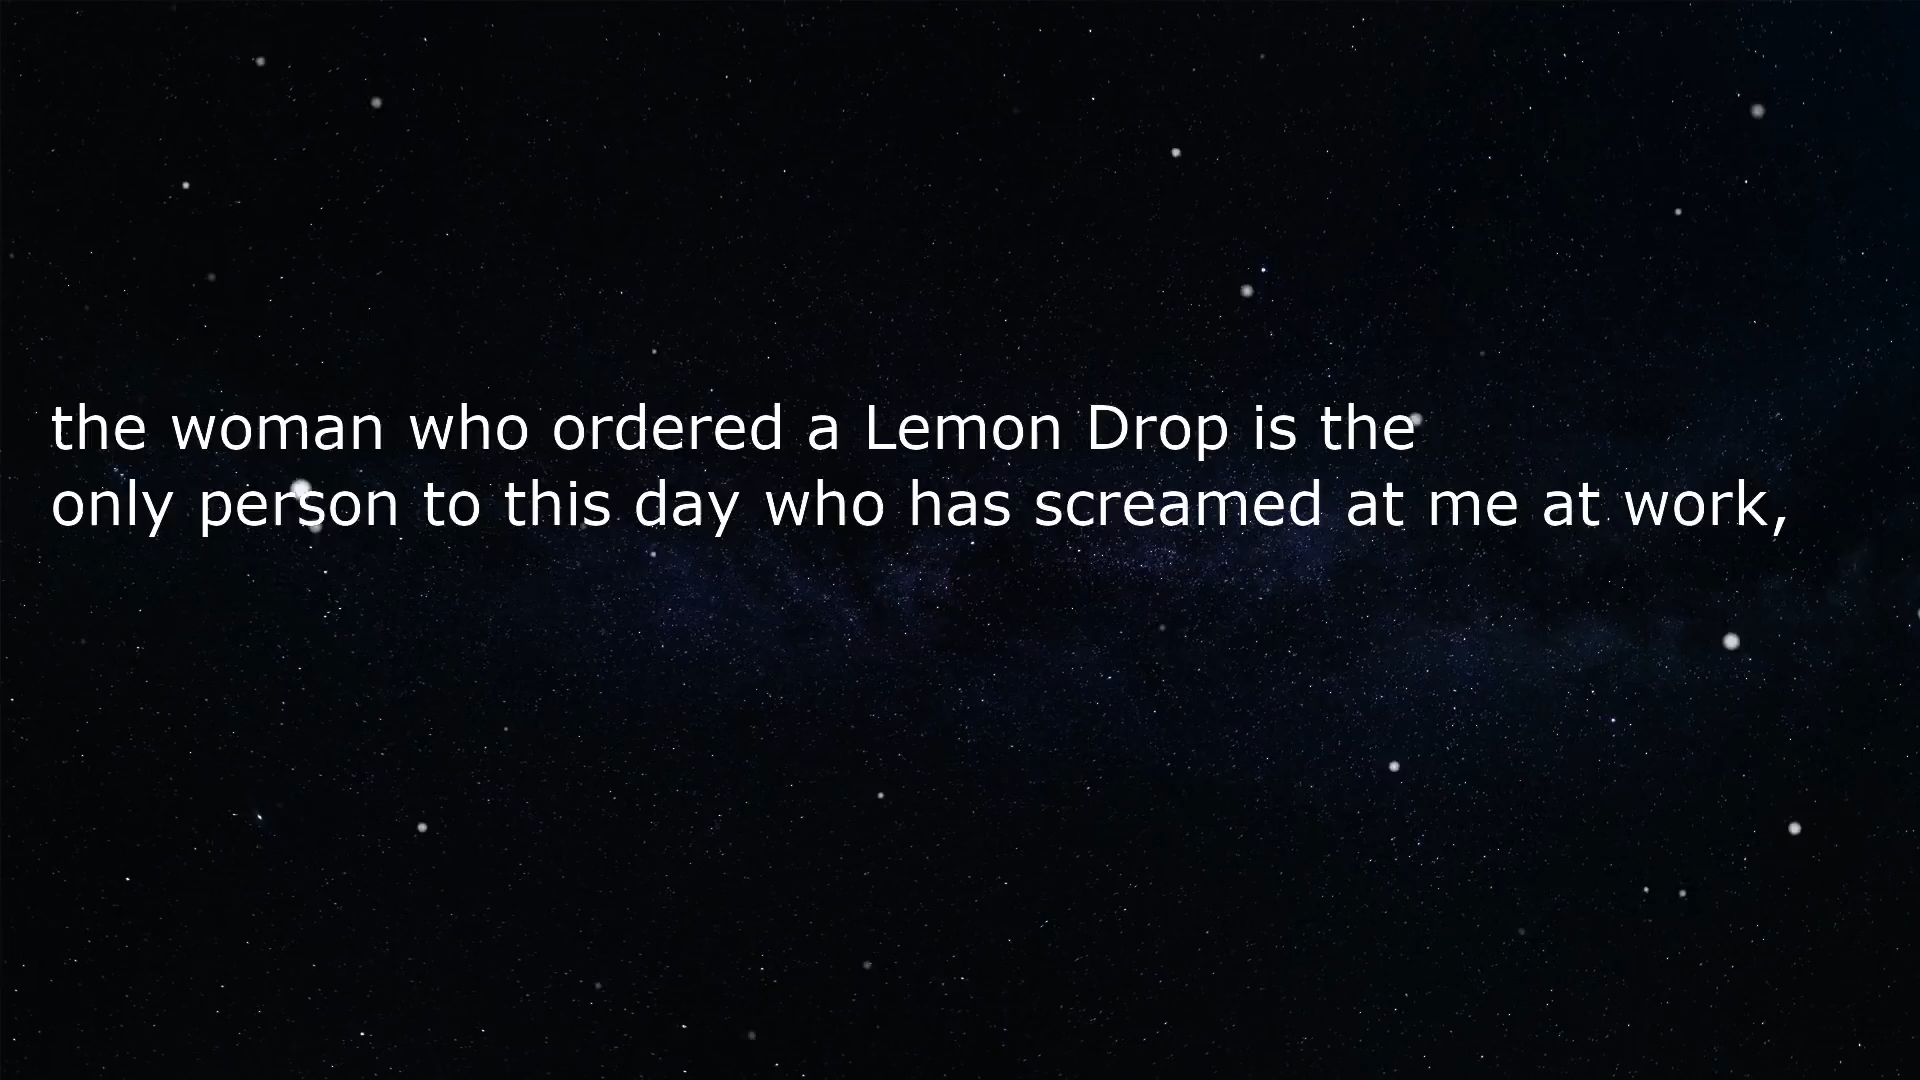 the woman who ordered a Lemon Drop is the
only person to this day who has screamed at me at work,